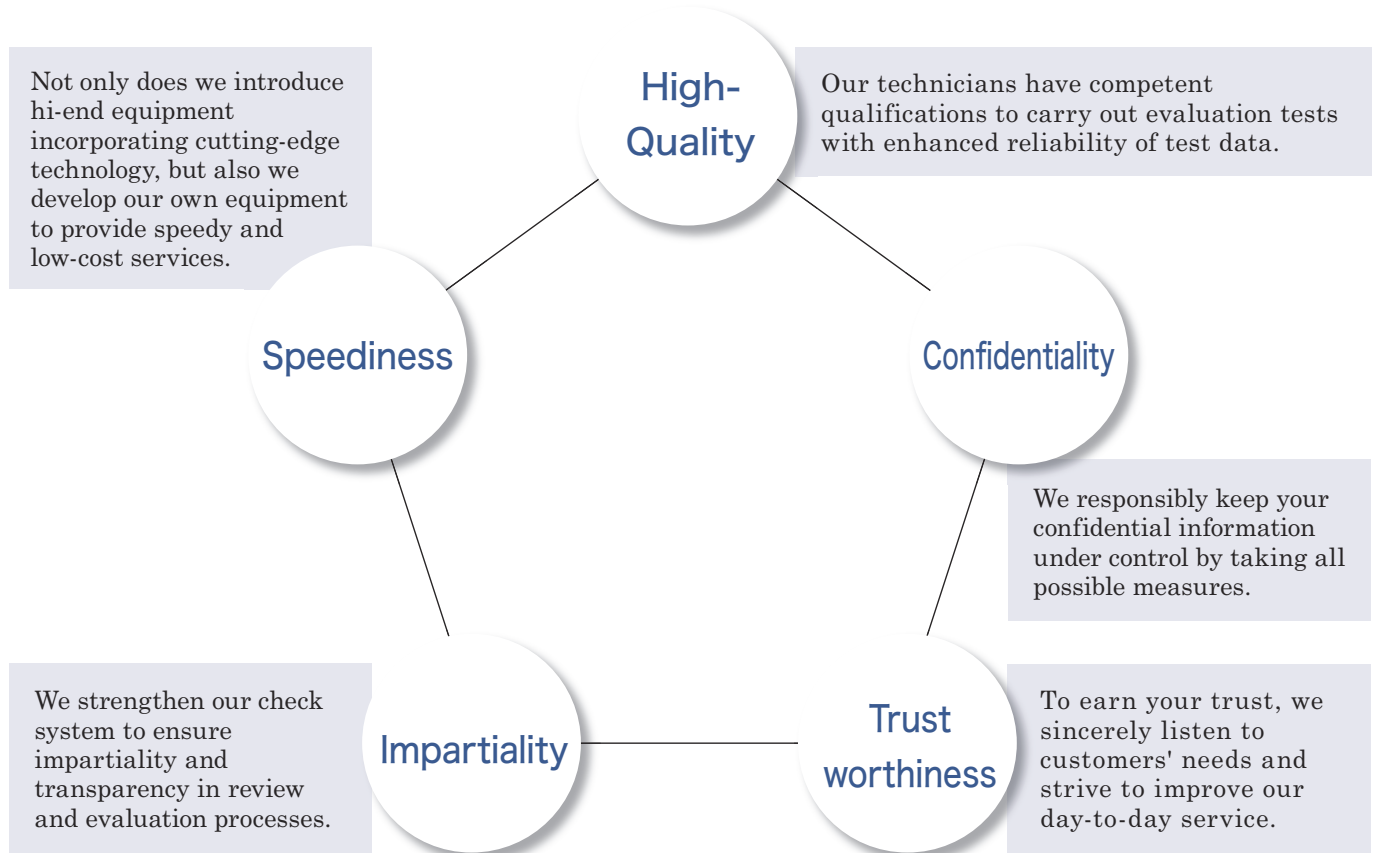 High-
Quality
Our technicians have competent
qualifications to carry out evaluation tests
with enhanced reliability of test data.
Not only does we introduce
hi-end equipment
incorporating cutting-edge
technology, but also we
develop our own equipment
to provide speedy and
low-cost services.
Speediness
Confidentiality
We responsibly keep your
confidential information
under control by taking all
possible measures.
We strengthen our check
system to ensure
impartiality and
transparency in review
and evaluation processes.
Impartiality
Trust
worthiness
To earn your trust, we
sincerely listen to
customers' needs and
strive to improve our
day-to-day service.